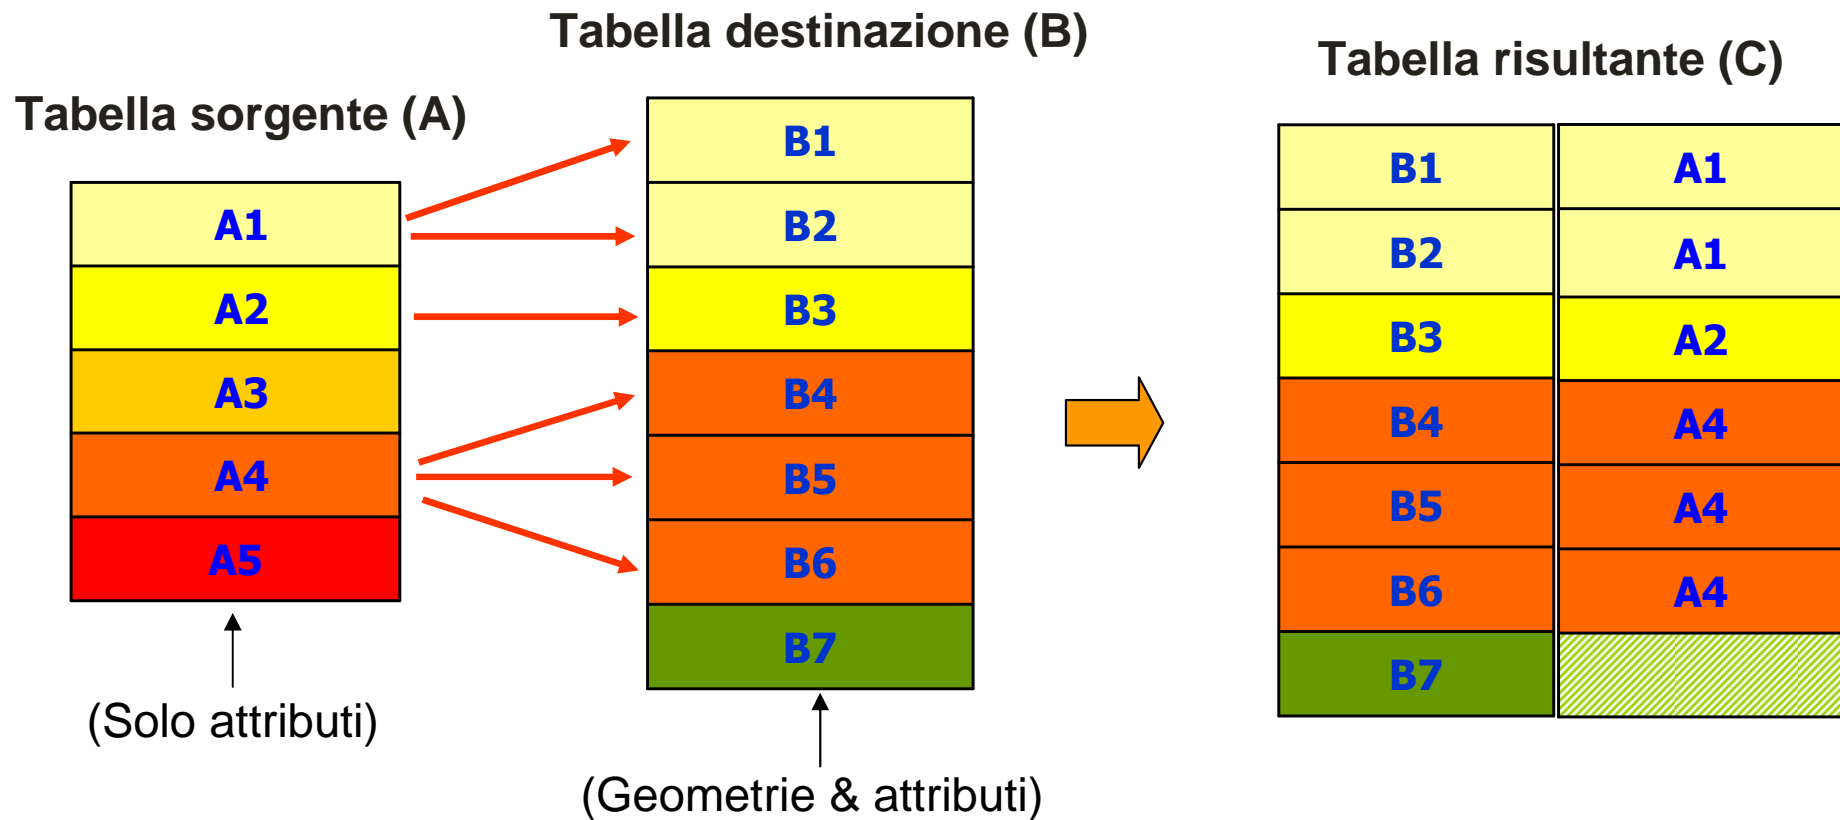 Tabella sorgente (A)
A1
A2
A3
A4
A5
(Solo attributi)
Tabella destinazione (B)
B1
B2
B3
B4
B5
B6
B7
(Geometrie & attributi)
Tabella risultante (C)
B1 A1
B2 A1
B3 A2
B4 A4
B5 A4
B6 A4
B7